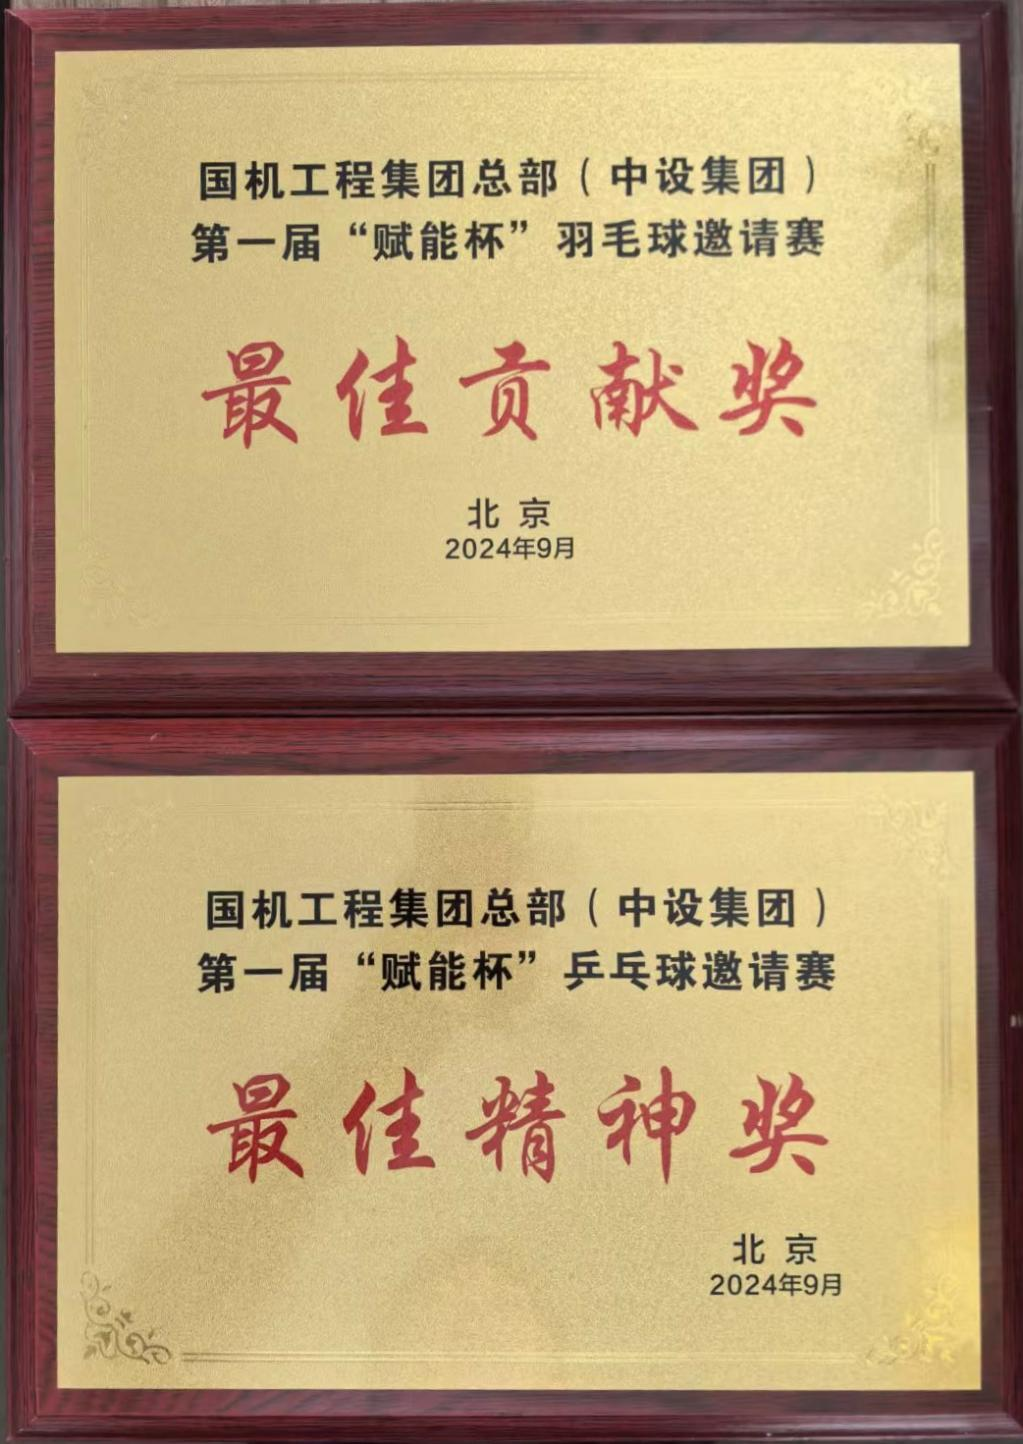 国机工程集团总部（中设集团）
第一届“赋能杯”羽毛球邀请赛
最佳贡献奖
北京
2024年9月
国机工程集团总部（中设集团）
第一届“赋能杯”乒乓球邀请赛
最佳精神奖
北京
2024年9月